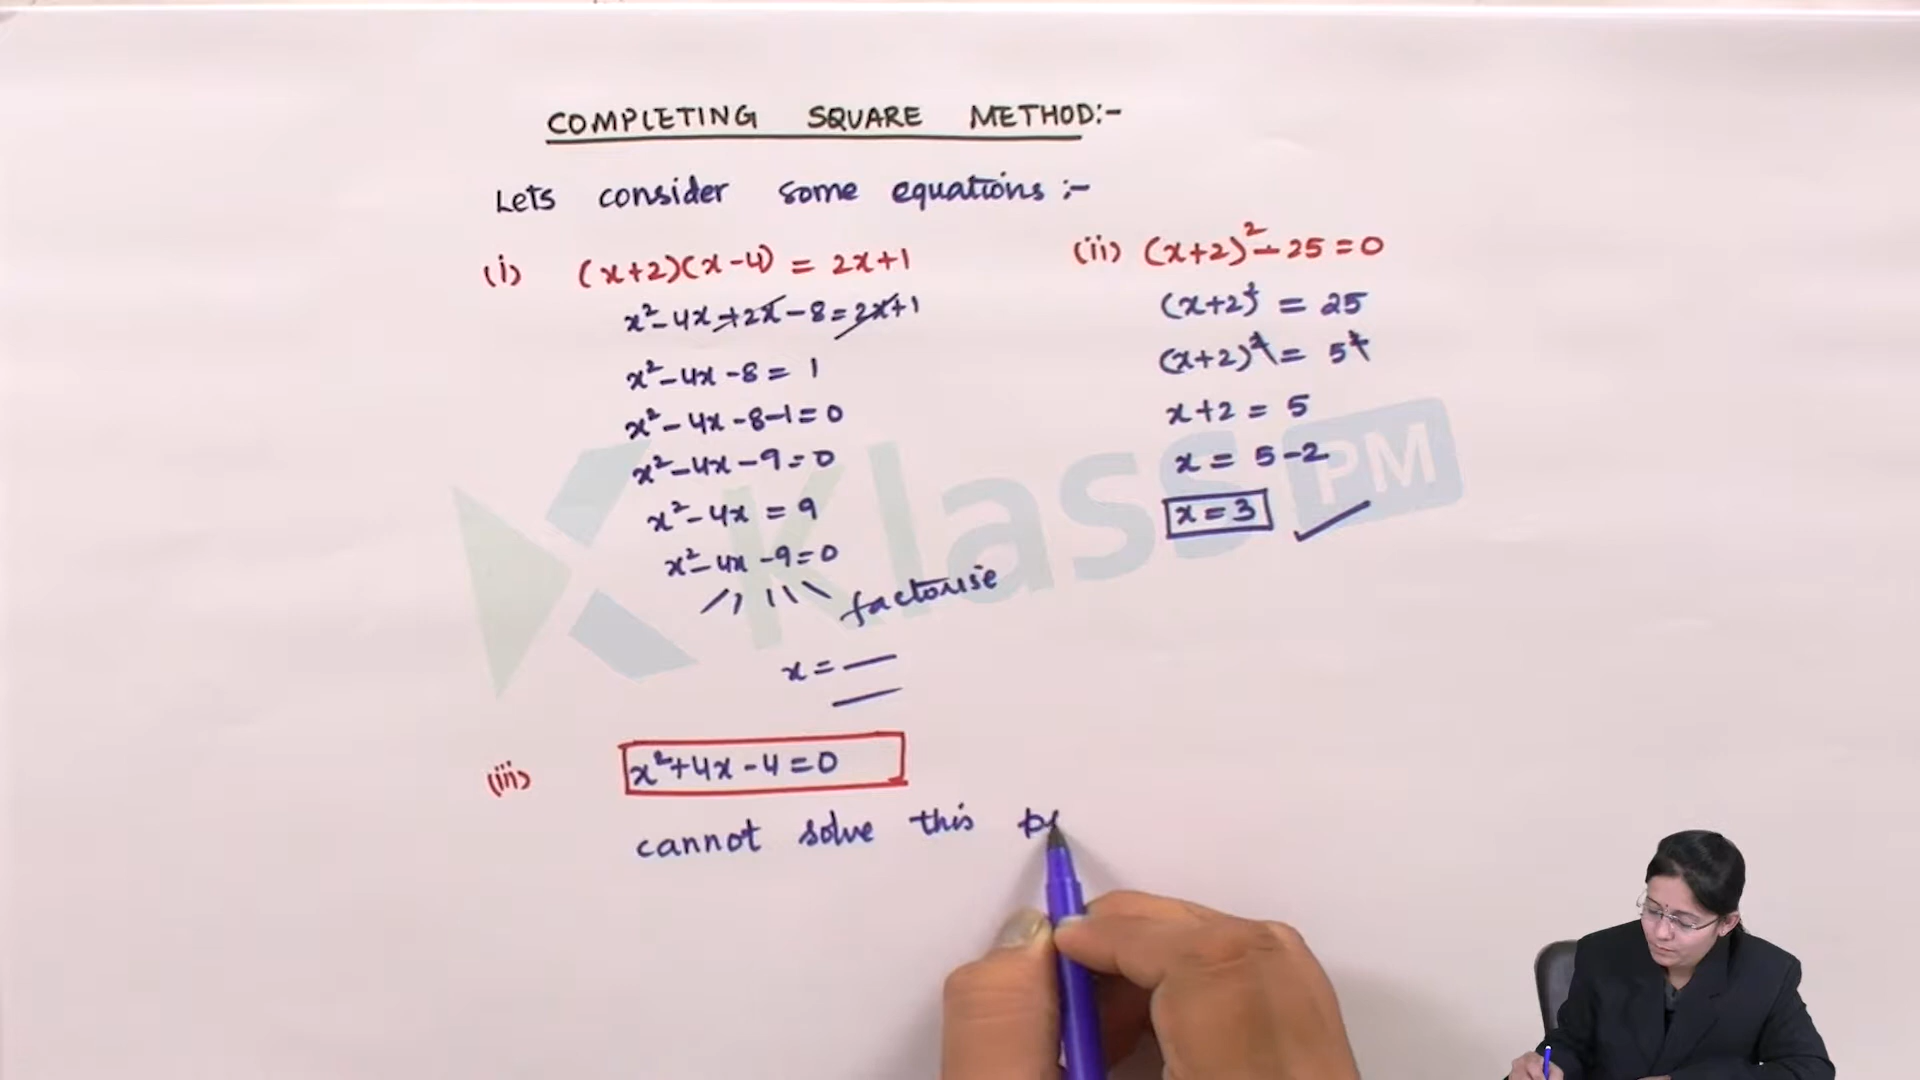 COMPLETING SQUARE METHOD:-
Lets consider some equations :-
(i) (x+2)(x-4) = 2x+1
x²-4x+2x-8=2x+1
x²-4x-8= 1
x²-4x-8-1=0
x²-4x-9=0
x²-4x = 9
x²-4x-9=0
factorise
x =
(ii) (x+2)²-25=0
(x+2)² = 25
(x+2)² = 5²
x+2 = 5
x = 5-2
x=3
(iii) x²+4x-4=0
cannot solve this
Klass PM